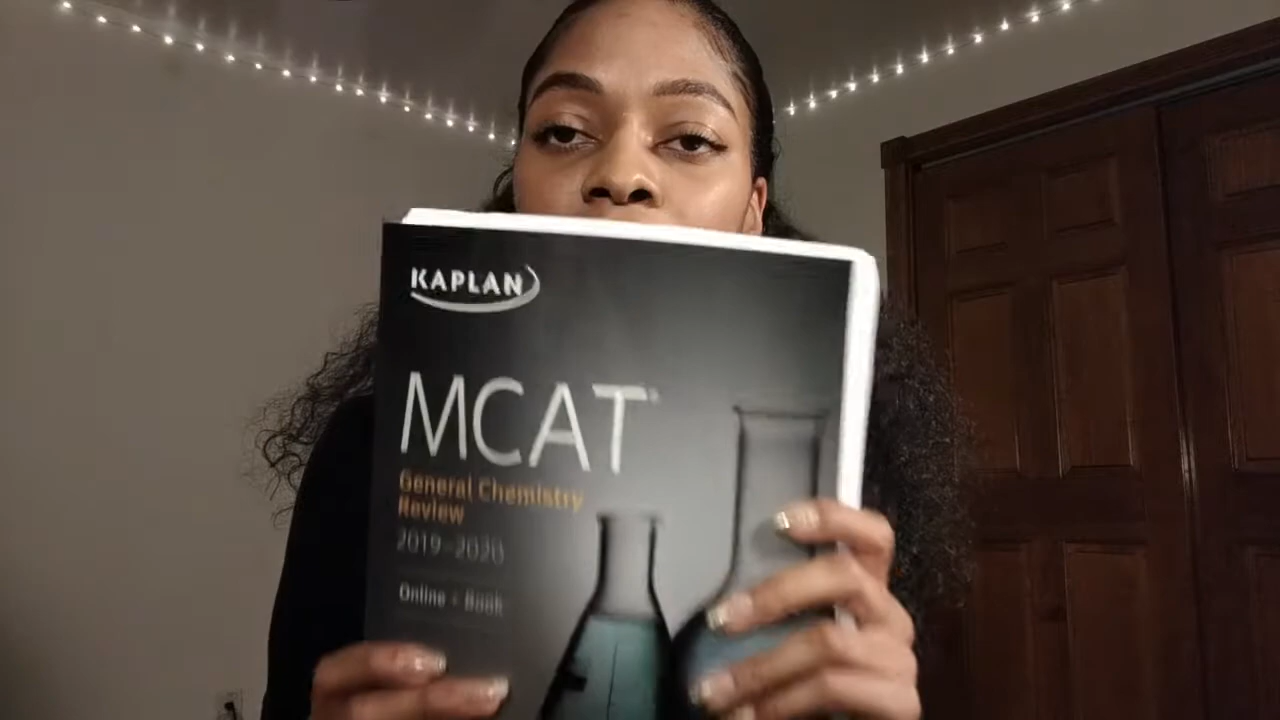 KAPLAN
MCAT®
General Chemistry
Review
2019–2020
Online + Book